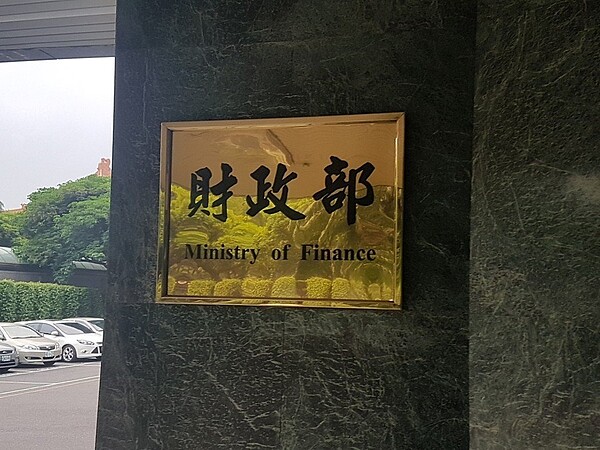 財政部
Ministry of Finance